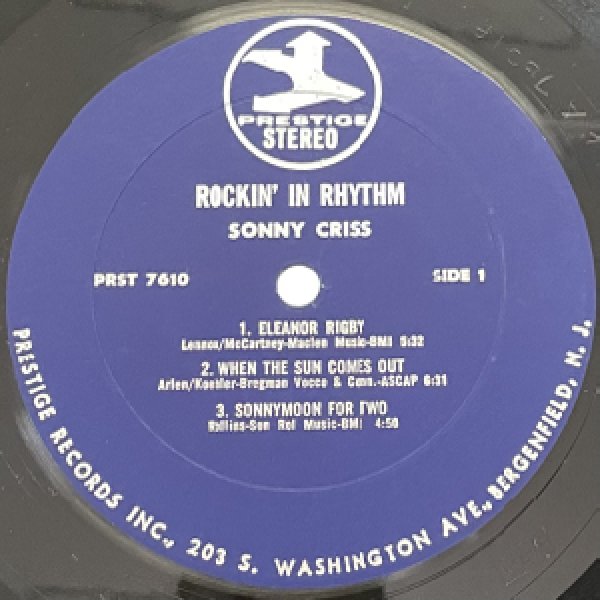 PRESTIGE
STEREO
ROCKIN' IN RHYTHM
SONNY CRISS
PRST 7610
SIDE 1
1. ELEANOR RIGBY
Lennon/McCartney-Maclen Music-BMI 5:32
2. WHEN THE SUN COMES OUT
Arlen/Koehler-Bregman Vocco & Conn.-ASCAP 6:31
3. SONNYMOON FOR TWO
Rollins-Son Rol Music-BMI 4:50
PRESTIGE RECORDS INC., 203 S. WASHINGTON AVE., BERGENFIELD, N. J.